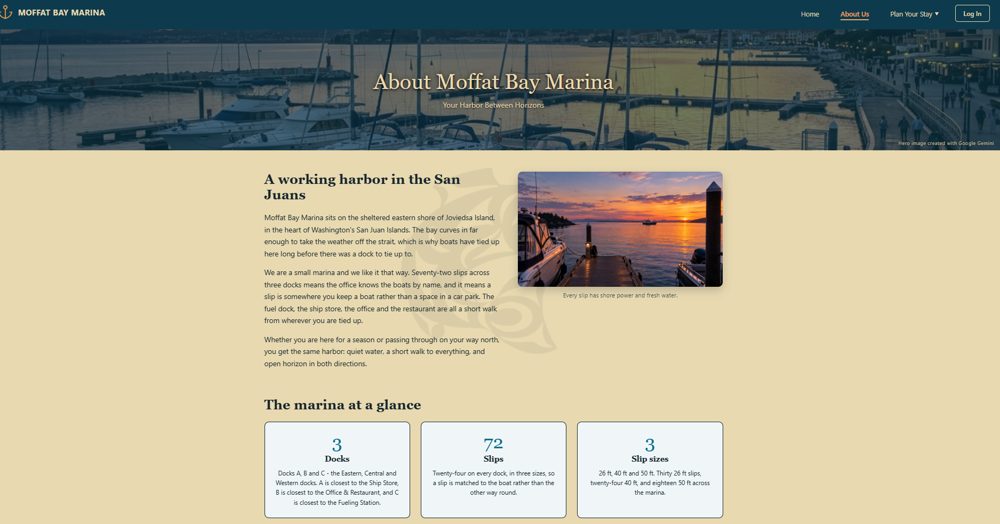 MOFFAT BAY MARINA
Home
About Us
Plan Your Stay ▼
Log In
About Moffat Bay Marina
Your Harbor Between Horizons
Hero image created with Google Gemini
A working harbor in the San
Juans
Moffat Bay Marina sits on the sheltered eastern shore of Joviedsa Island,
in the heart of Washington's San Juan Islands. The bay curves in far
enough to take the weather off the strait, which is why boats have tied up
here long before there was a dock to tie up to.
We are a small marina and we like it that way. Seventy-two slips across
three docks means the office knows the boats by name, and it means a
slip is somewhere you keep a boat rather than a space in a car park. The
fuel dock, the ship store, the office and the restaurant are all a short walk
from wherever you are tied up.
Whether you are here for a season or passing through on your way north,
you get the same harbor: quiet water, a short walk to everything, and
open horizon in both directions.
Every slip has shore power and fresh water.
The marina at a glance
3
Docks
Docks A, B and C - the Eastern, Central and
Western docks. A is closest to the Ship Store,
B is closest to the Office & Restaurant, and C
is closest to the Fueling Station.
72
Slips
Twenty-four on every dock, in three sizes, so
a slip is matched to the boat rather than the
other way round.
3
Slip sizes
26 ft, 40 ft and 50 ft. Thirty 26 ft slips,
twenty-four 40 ft, and eighteen 50 ft across
the marina.